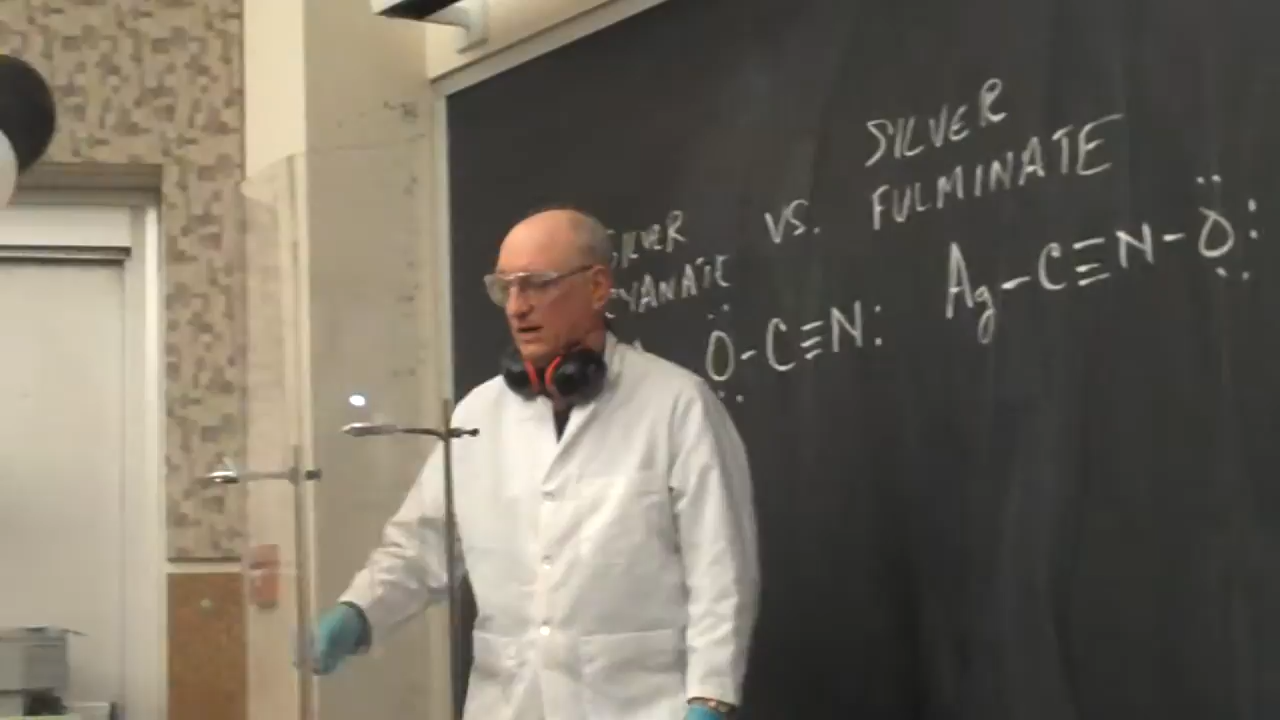 SILVER
FULMINATE
VS.
Ag-C≡N-O:
O-C≡N: